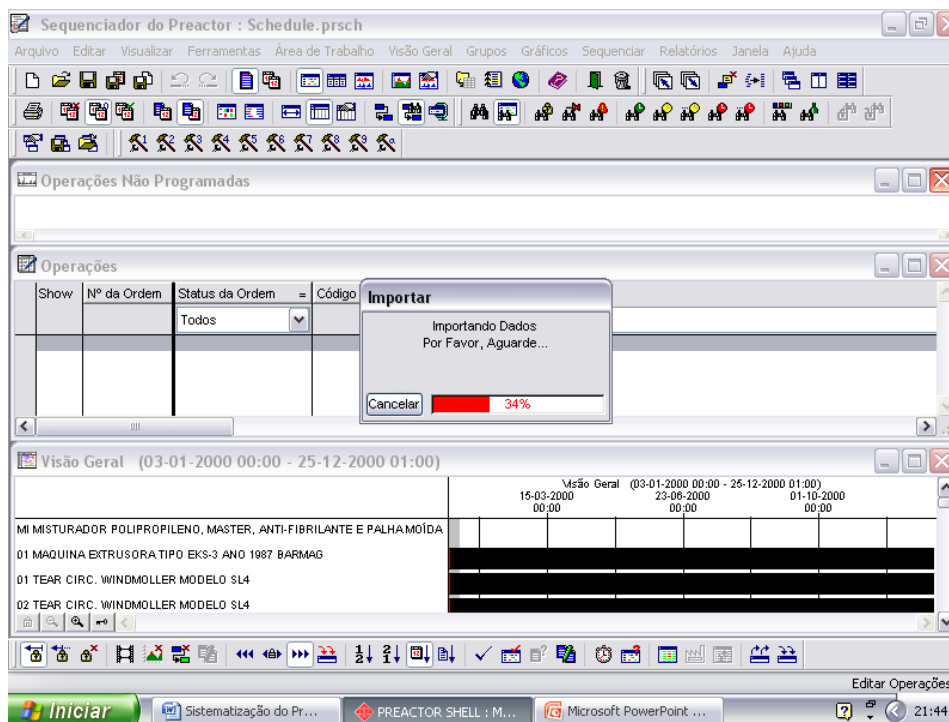 Sequenciador do Preactor : Schedule.prsch
Arquivo Editar Visualizar Ferramentas Área de Trabalho Visão Geral Grupos Gráficos Sequenciar Relatórios Janela Ajuda
Operações Não Programadas
Operações
Show Nº da Ordem Status da Ordem = Código
Todos
Importar
Importando Dados
Por Favor, Aguarde...
Cancelar 34%
Visão Geral (03-01-2000 00:00 - 25-12-2000 01:00)
Visão Geral (03-01-2000 00:00 - 25-12-2000 01:00)
15-03-2000 23-06-2000 01-10-2000
00:00 00:00 00:00
MI MISTURADOR POLIPROPILENO, MASTER, ANTI-FIBRILANTE E PALHA MOÍDA
01 MAQUINA EXTRUSORA TIPO EKS-3 ANO 1987 BARMAG
01 TEAR CIRC. WINDMOLLER MODELO SL4
02 TEAR CIRC. WINDMOLLER MODELO SL4
Editar Operações
Iniciar Sistematização do Pr... PREACTOR SHELL : M... Microsoft PowerPoint ... 21:44